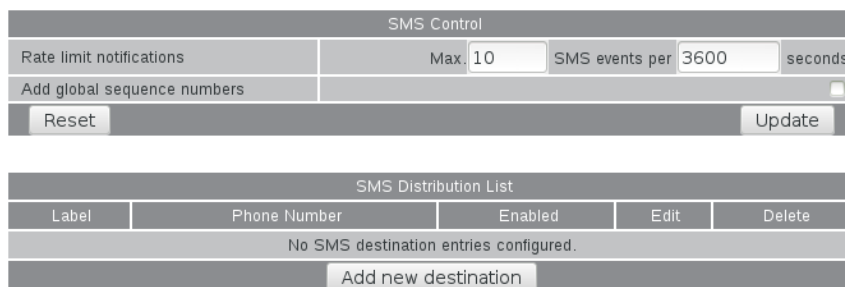 SMS Control
Rate limit notifications Max. 10 SMS events per 3600 seconds
Add global sequence numbers
Reset Update
SMS Distribution List
Label Phone Number Enabled Edit Delete
No SMS destination entries configured.
Add new destination